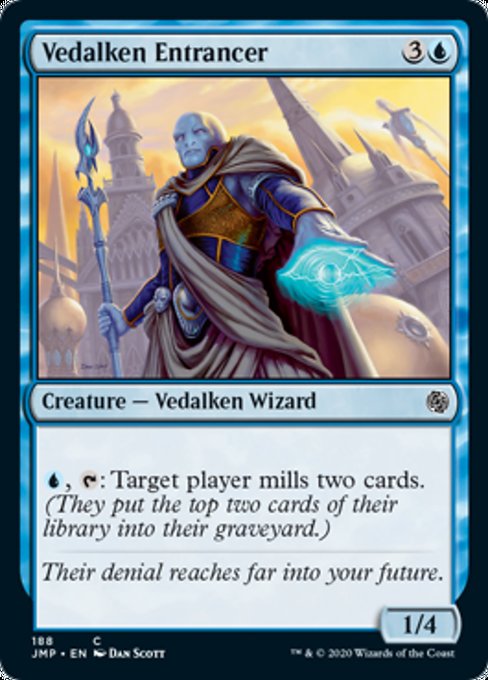 Vedalken Entrancer 3
Creature — Vedalken Wizard
, : Target player mills two cards.
(They put the top two cards of their
library into their graveyard.)
Their denial reaches far into your future.
1/4
188 C
JMP • EN Dan Scott
™ & © 2020 Wizards of the Coast